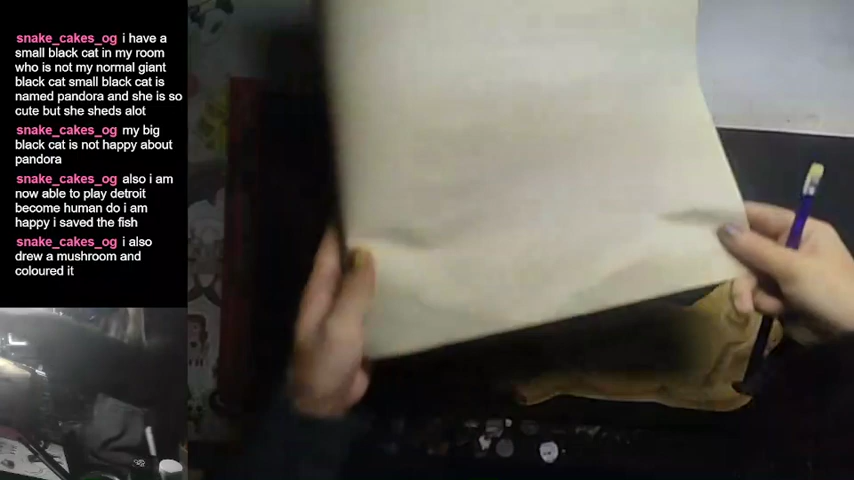 snake_cakes_og i have a
small black cat in my room
who is not my normal giant
black cat small black cat is
named pandora and she is so
cute but she sheds alot
snake_cakes_og my big
black cat is not happy about
pandora
snake_cakes_og also i am
now able to play detroit
become human do i am
happy i saved the fish
snake_cakes_og i also
drew a mushroom and
coloured it